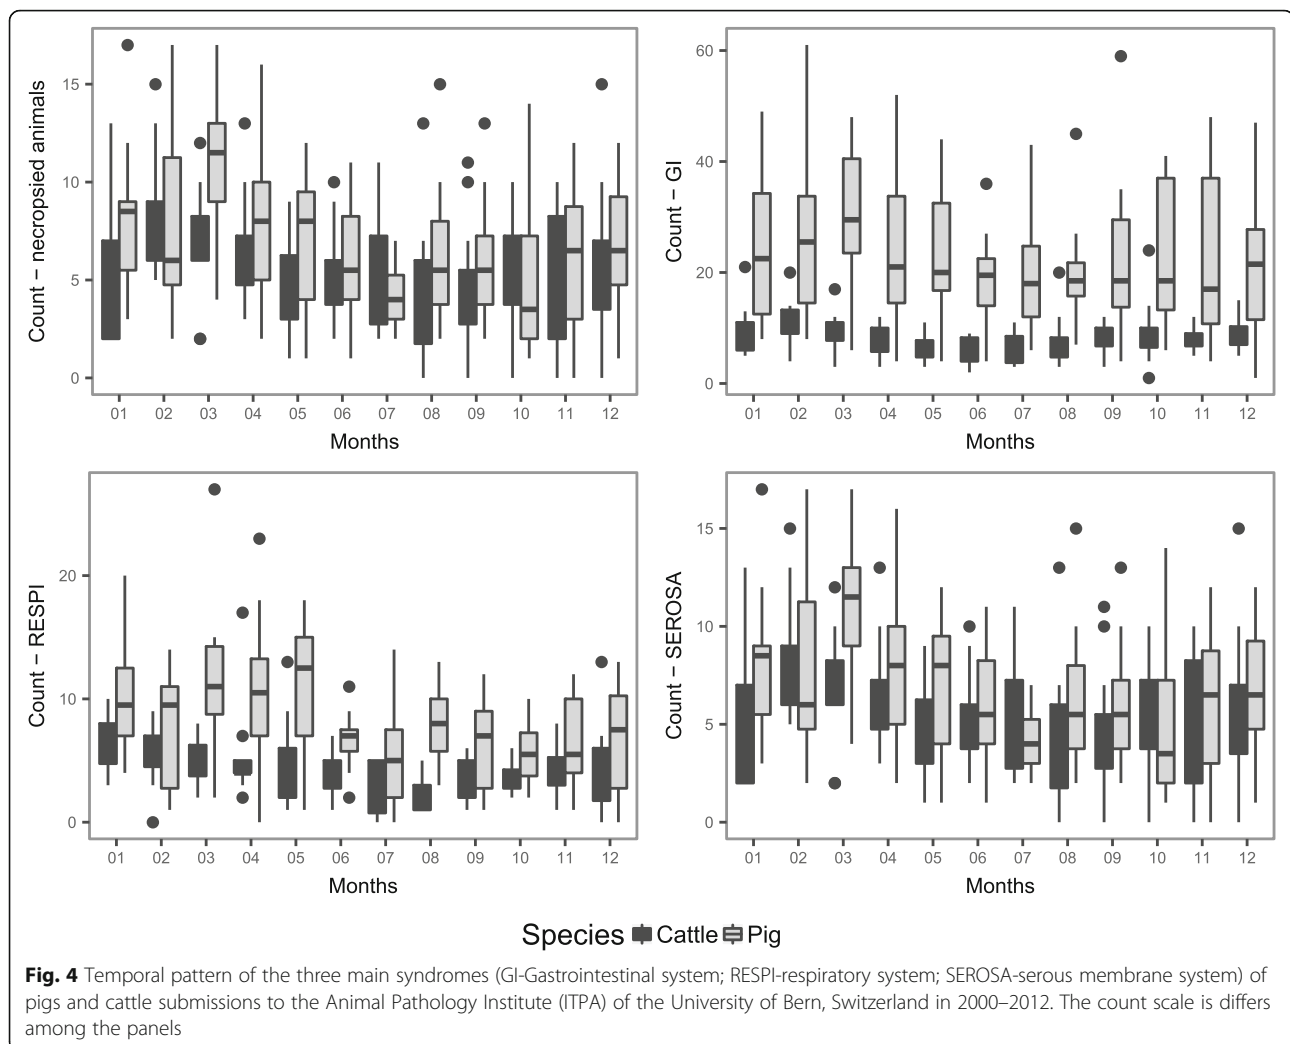 Count − necropsied animals
15
10
5
0
01 02 03 04 05 06 07 08 09 10 11 12
Months
Count − GI
60
40
20
0
01 02 03 04 05 06 07 08 09 10 11 12
Months
Count − RESPI
20
10
0
01 02 03 04 05 06 07 08 09 10 11 12
Months
Count − SEROSA
15
10
5
0
01 02 03 04 05 06 07 08 09 10 11 12
Months
Species Cattle Pig
Fig. 4 Temporal pattern of the three main syndromes (GI-Gastrointestinal system; RESPI-respiratory system; SEROSA-serous membrane system) of
pigs and cattle submissions to the Animal Pathology Institute (ITPA) of the University of Bern, Switzerland in 2000–2012. The count scale is differs
among the panels